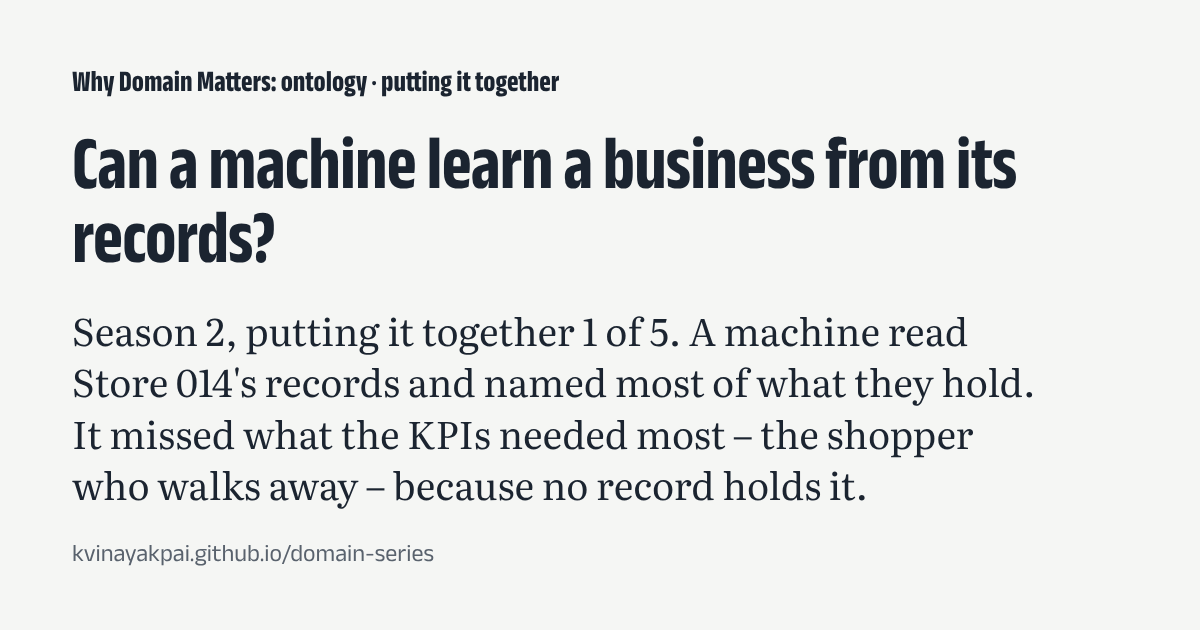 Why Domain Matters: ontology · putting it together
Can a machine learn a business from its
records?
Season 2, putting it together 1 of 5. A machine read
Store 014's records and named most of what they hold.
It missed what the KPIs needed most – the shopper
who walks away – because no record holds it.
kvinayakpai.github.io/domain-series